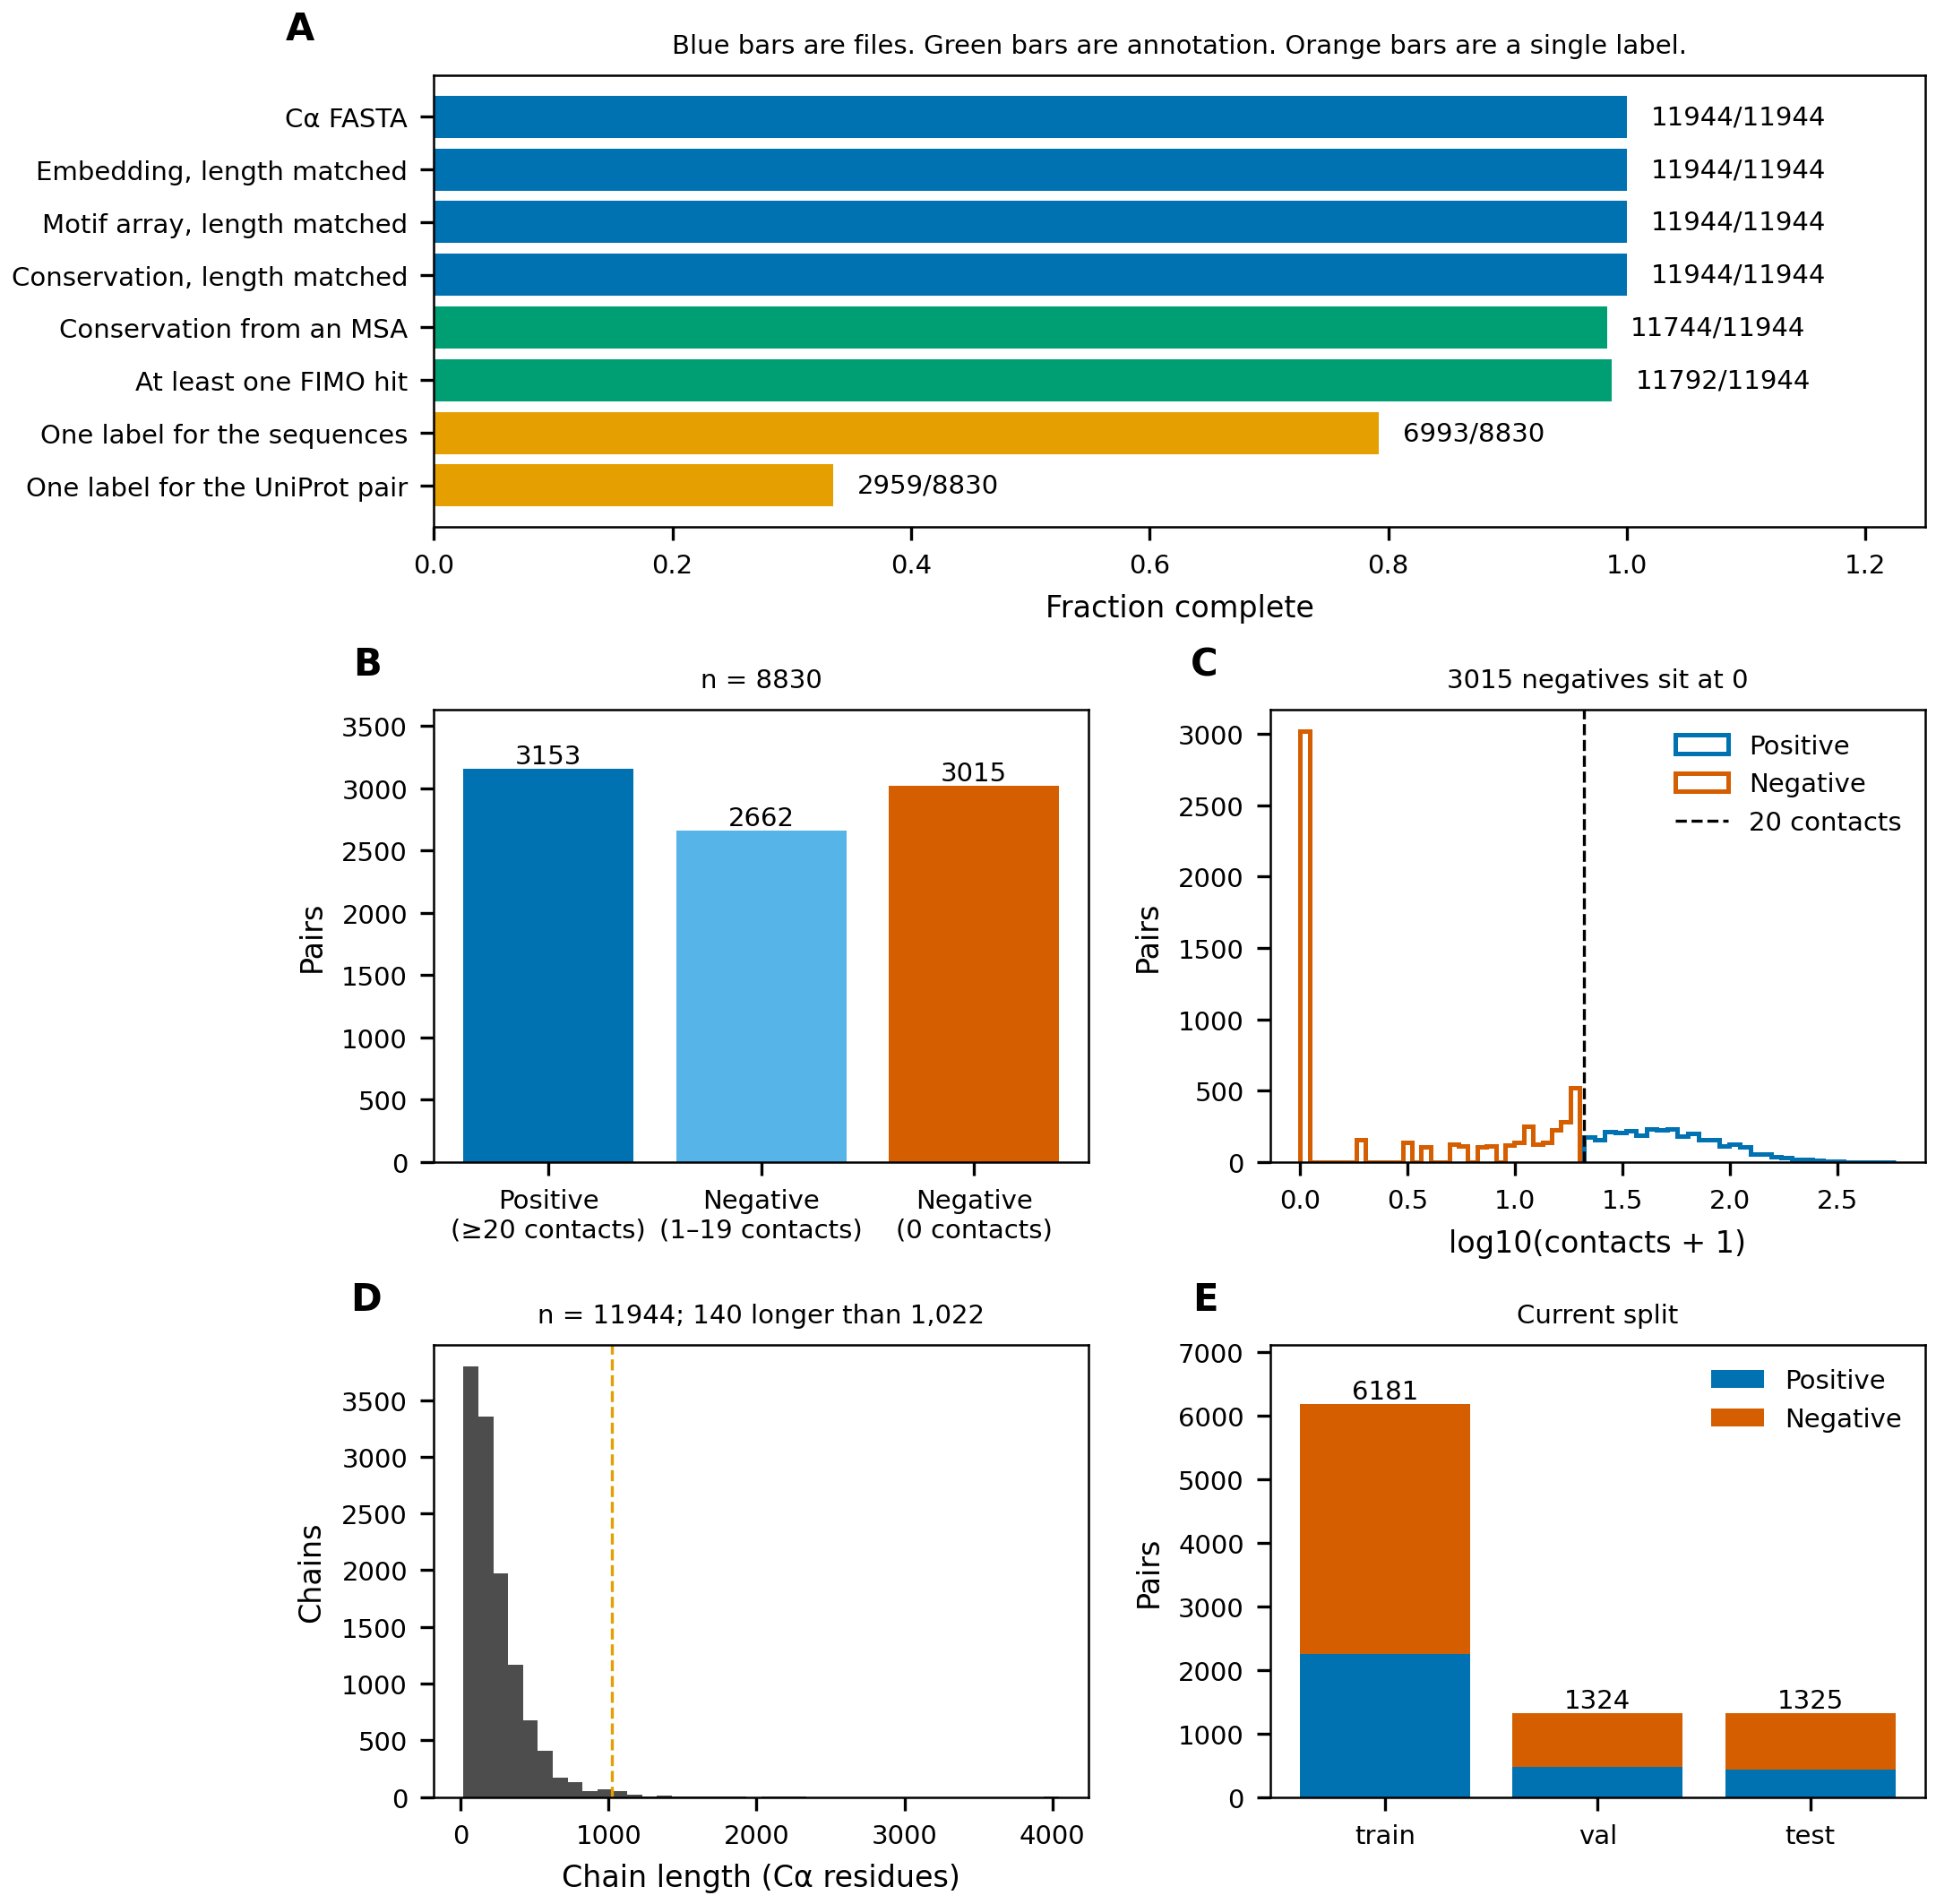 A
Blue bars are files. Green bars are annotation. Orange bars are a single label.
Cα FASTA
11944/11944
Embedding, length matched
11944/11944
Motif array, length matched
11944/11944
Conservation, length matched
11944/11944
Conservation from an MSA
11744/11944
At least one FIMO hit
11792/11944
One label for the sequences
6993/8830
One label for the UniProt pair
2959/8830
0.0 0.2 0.4 0.6 0.8 1.0 1.2
Fraction complete
B
n = 8830
3500
3000
2500
2000
1500
1000
500
0
Pairs
3153
2662
3015
Positive
(≥20 contacts)
Negative
(1–19 contacts)
Negative
(0 contacts)
C
3015 negatives sit at 0
3000
2500
2000
1500
1000
500
0
Pairs
Positive
Negative
20 contacts
0.0 0.5 1.0 1.5 2.0 2.5
log10(contacts + 1)
D
n = 11944; 140 longer than 1,022
3500
3000
2500
2000
1500
1000
500
0
Chains
0 1000 2000 3000 4000
Chain length (Cα residues)
E
Current split
7000
6000
5000
4000
3000
2000
1000
0
Pairs
6181
1324
1325
Positive
Negative
train val test